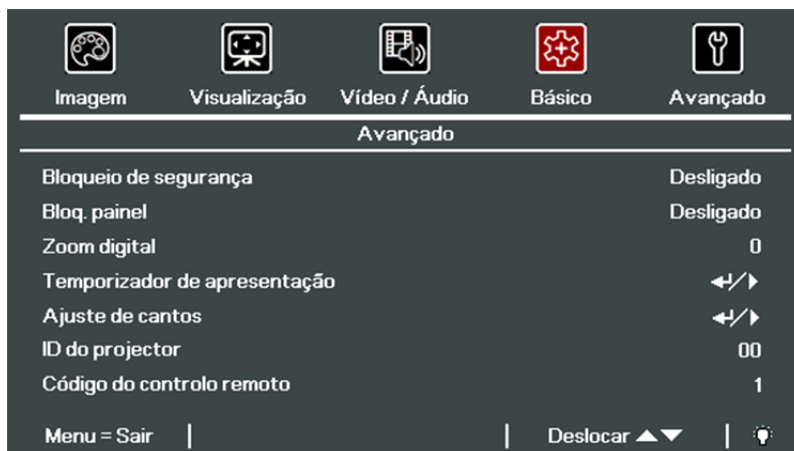 Imagem Visualização Vídeo / Áudio Básico Avançado
Avançado
Bloqueio de segurança Desligado
Bloq. painel Desligado
Zoom digital 0
Temporizador de apresentação
Ajuste de cantos
ID do projector 00
Código do controlo remoto 1
Menu = Sair Deslocar